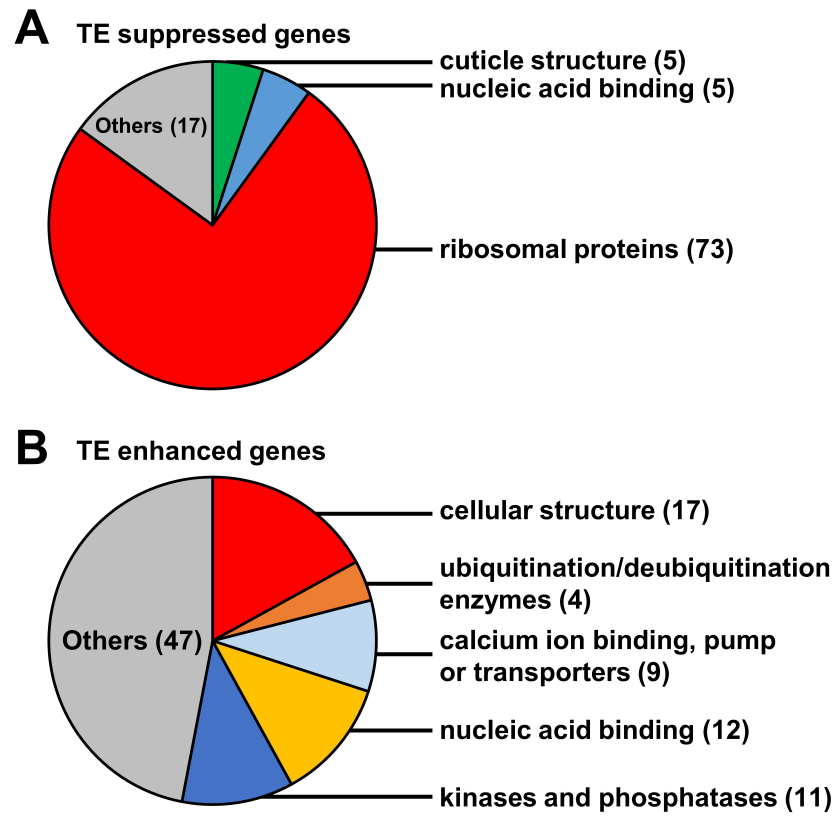 A TE suppressed genes
cuticle structure (5)
nucleic acid binding (5)
Others (17)
ribosomal proteins (73)
B TE enhanced genes
cellular structure (17)
ubiquitination/deubiquitination
enzymes (4)
calcium ion binding, pump
or transporters (9)
Others (47)
nucleic acid binding (12)
kinases and phosphatases (11)